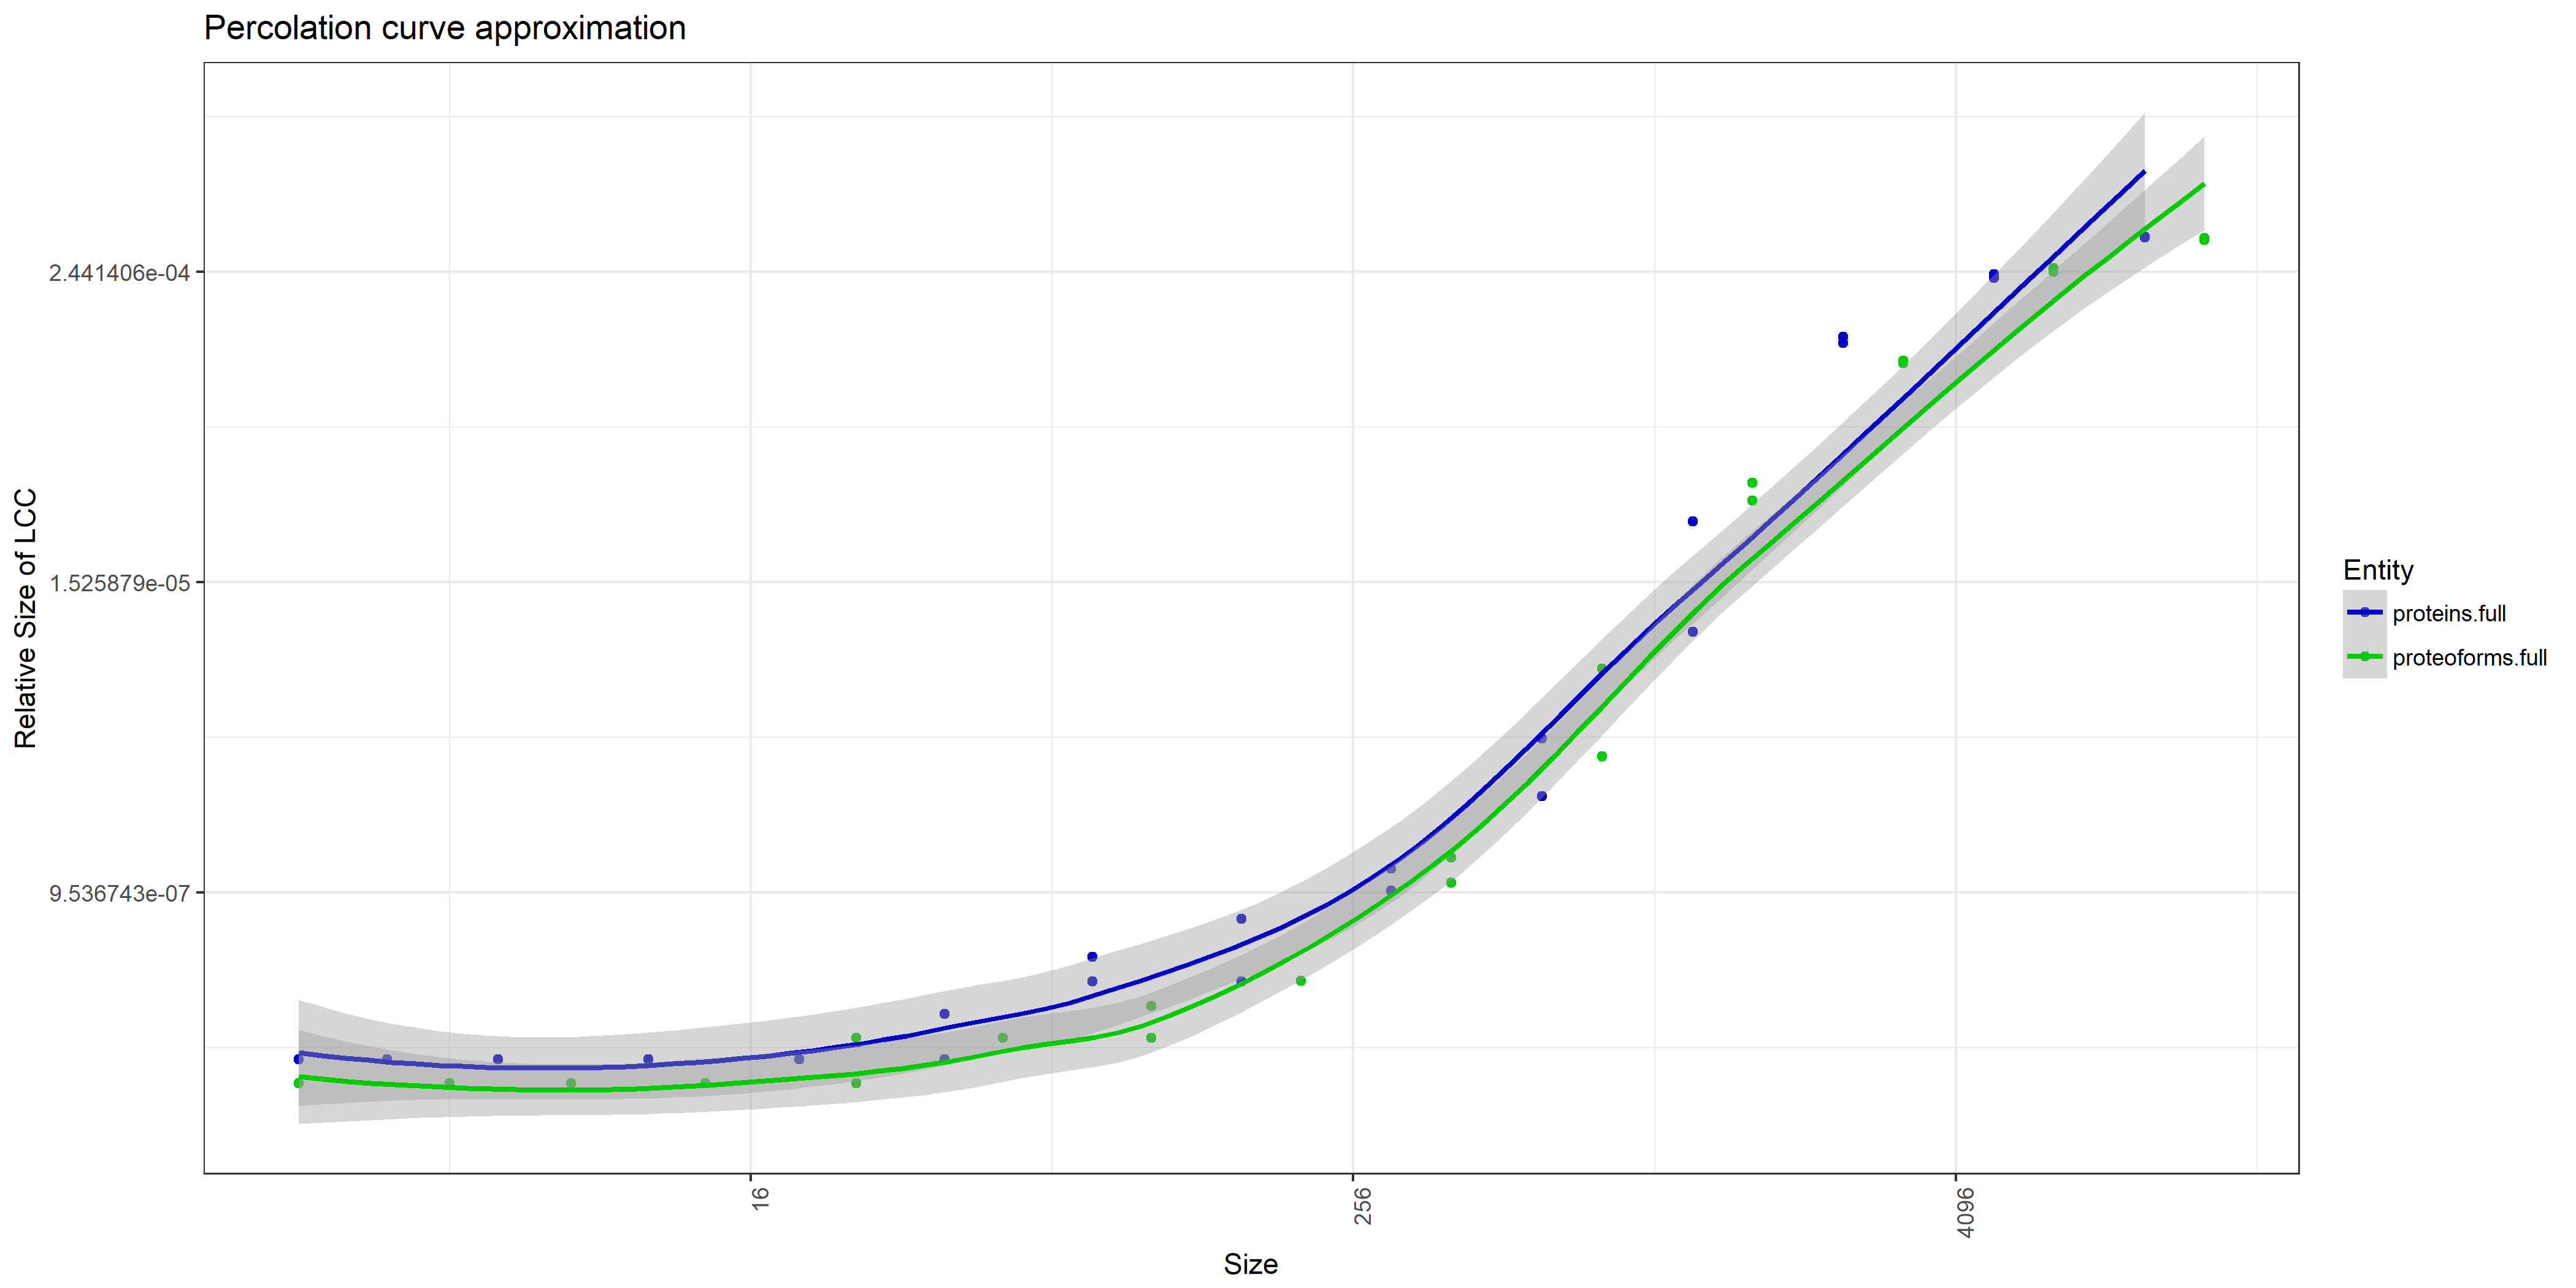 Percolation curve approximation
Relative Size of LCC
2.441406e-04
1.525879e-05
9.536743e-07
16
256
4096
Size
Entity
proteins.full
proteoforms.full